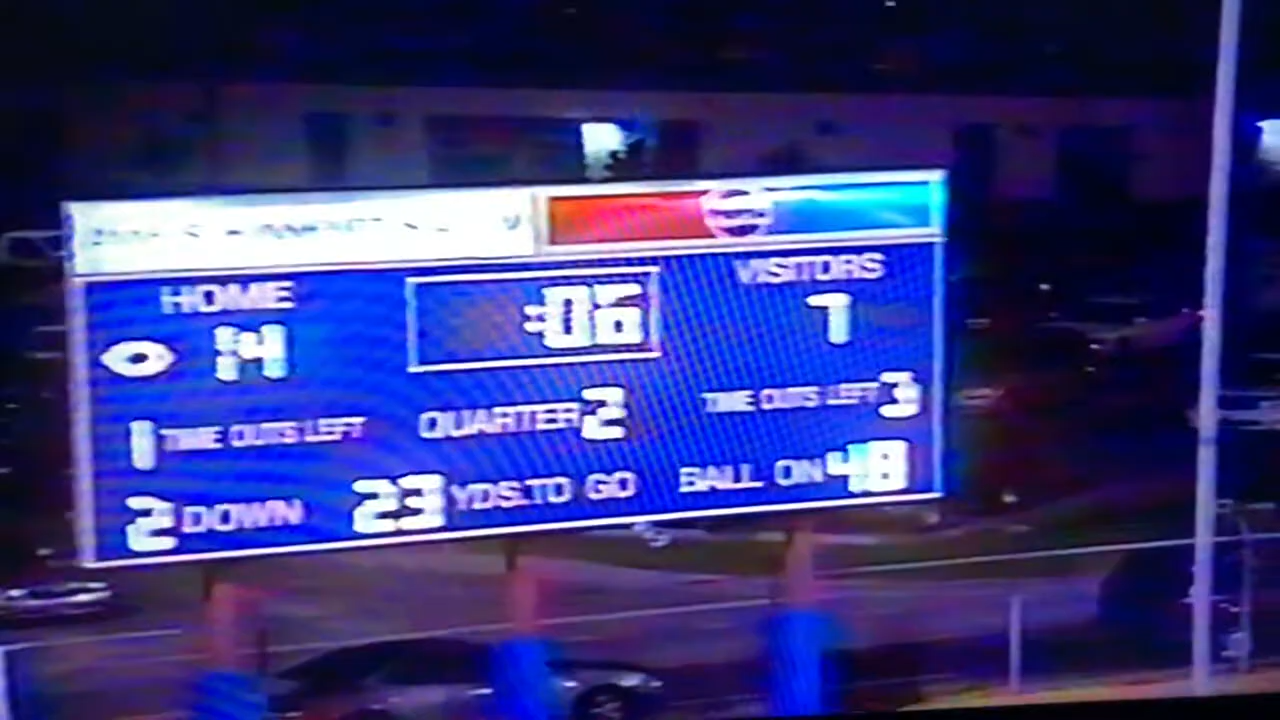 HOME :06 VISITORS
14 7
1 TIME OUTS LEFT QUARTER 2 TIME OUTS LEFT 3
2 DOWN 23 YDS.TO GO BALL ON 48